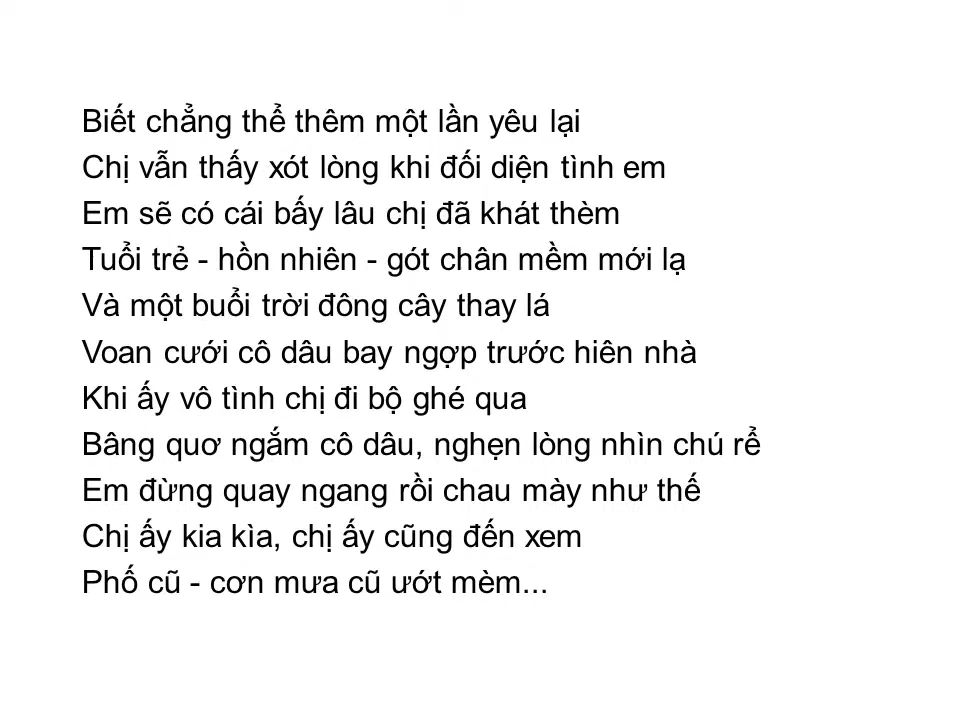 Biết chẳng thể thêm một lần yêu lại
Chị vẫn thấy xót lòng khi đối diện tình em
Em sẽ có cái bấy lâu chị đã khát thèm
Tuổi trẻ - hồn nhiên - gót chân mềm mới lạ
Và một buổi trời đông cây thay lá
Voan cưới cô dâu bay ngợp trước hiên nhà
Khi ấy vô tình chị đi bộ ghé qua
Bâng quơ ngắm cô dâu, nghẹn lòng nhìn chú rể
Em đừng quay ngang rồi chau mày như thế
Chị ấy kia kìa, chị ấy cũng đến xem
Phố cũ - cơn mưa cũ ướt mèm...